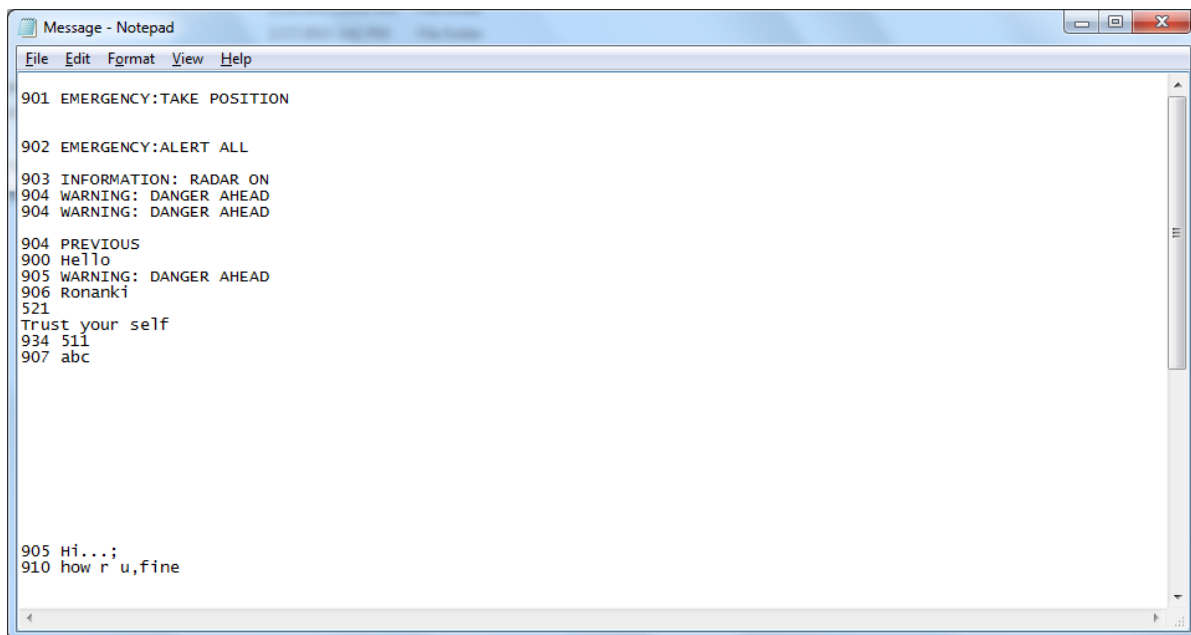 Message - Notepad
File Edit Format View Help
901 EMERGENCY:TAKE POSITION
902 EMERGENCY:ALERT ALL
903 INFORMATION: RADAR ON
904 WARNING: DANGER AHEAD
904 WARNING: DANGER AHEAD
904 PREVIOUS
900 Hello
905 WARNING: DANGER AHEAD
906 Ronanki
521
Trust your self
934 511
907 abc
905 Hi...;
910 how r u,fine